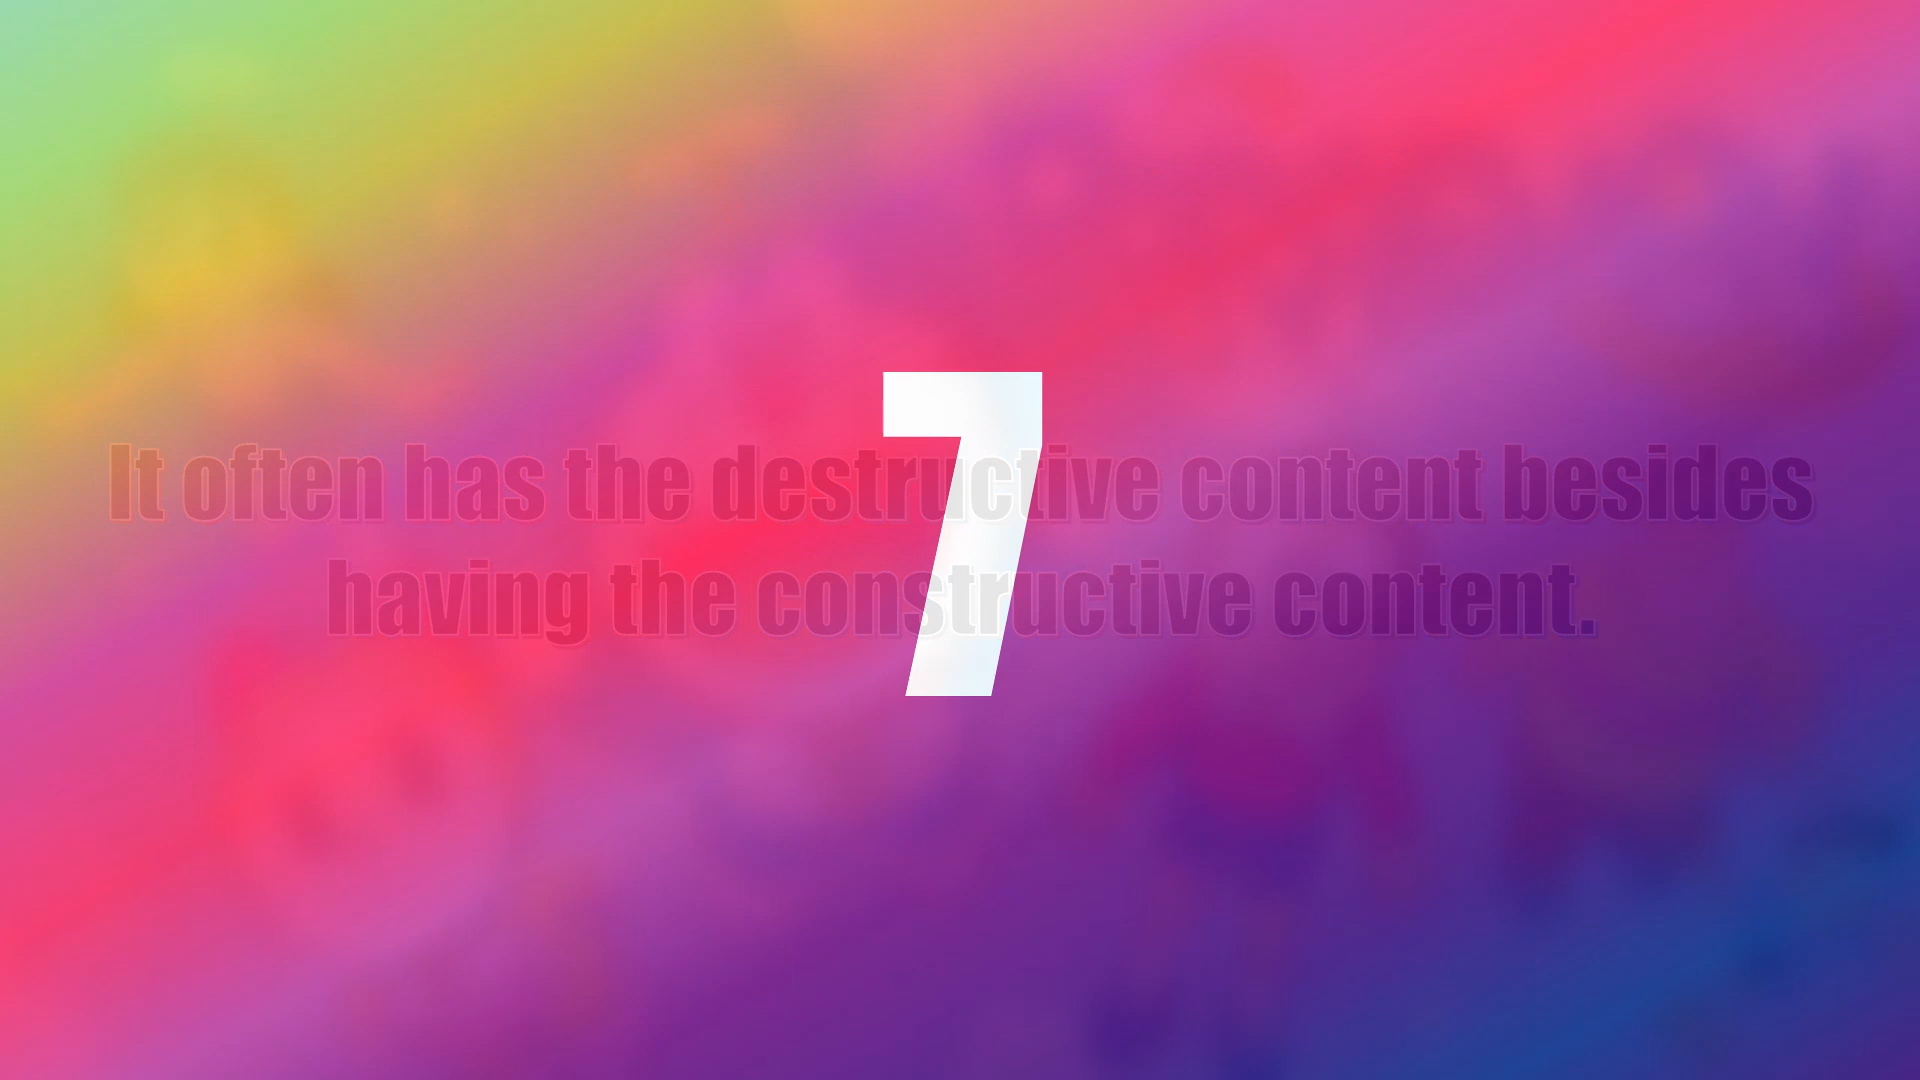 7
It often has the destructive content besides
having the constructive content.